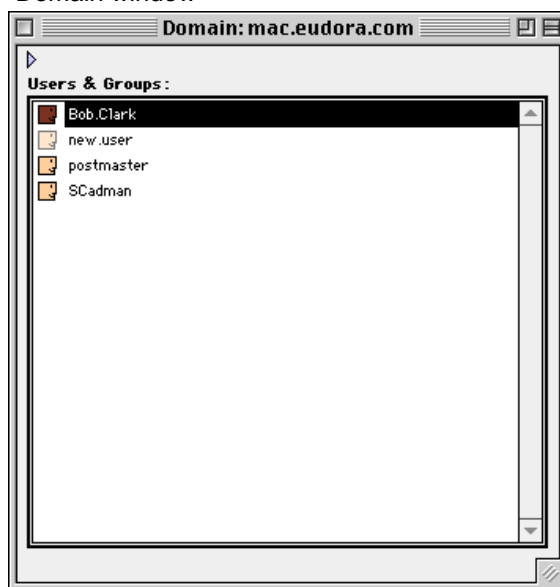 Domain window
Domain: mac.eudora.com
Users & Groups:
Bob.Clark
new.user
postmaster
SCadman